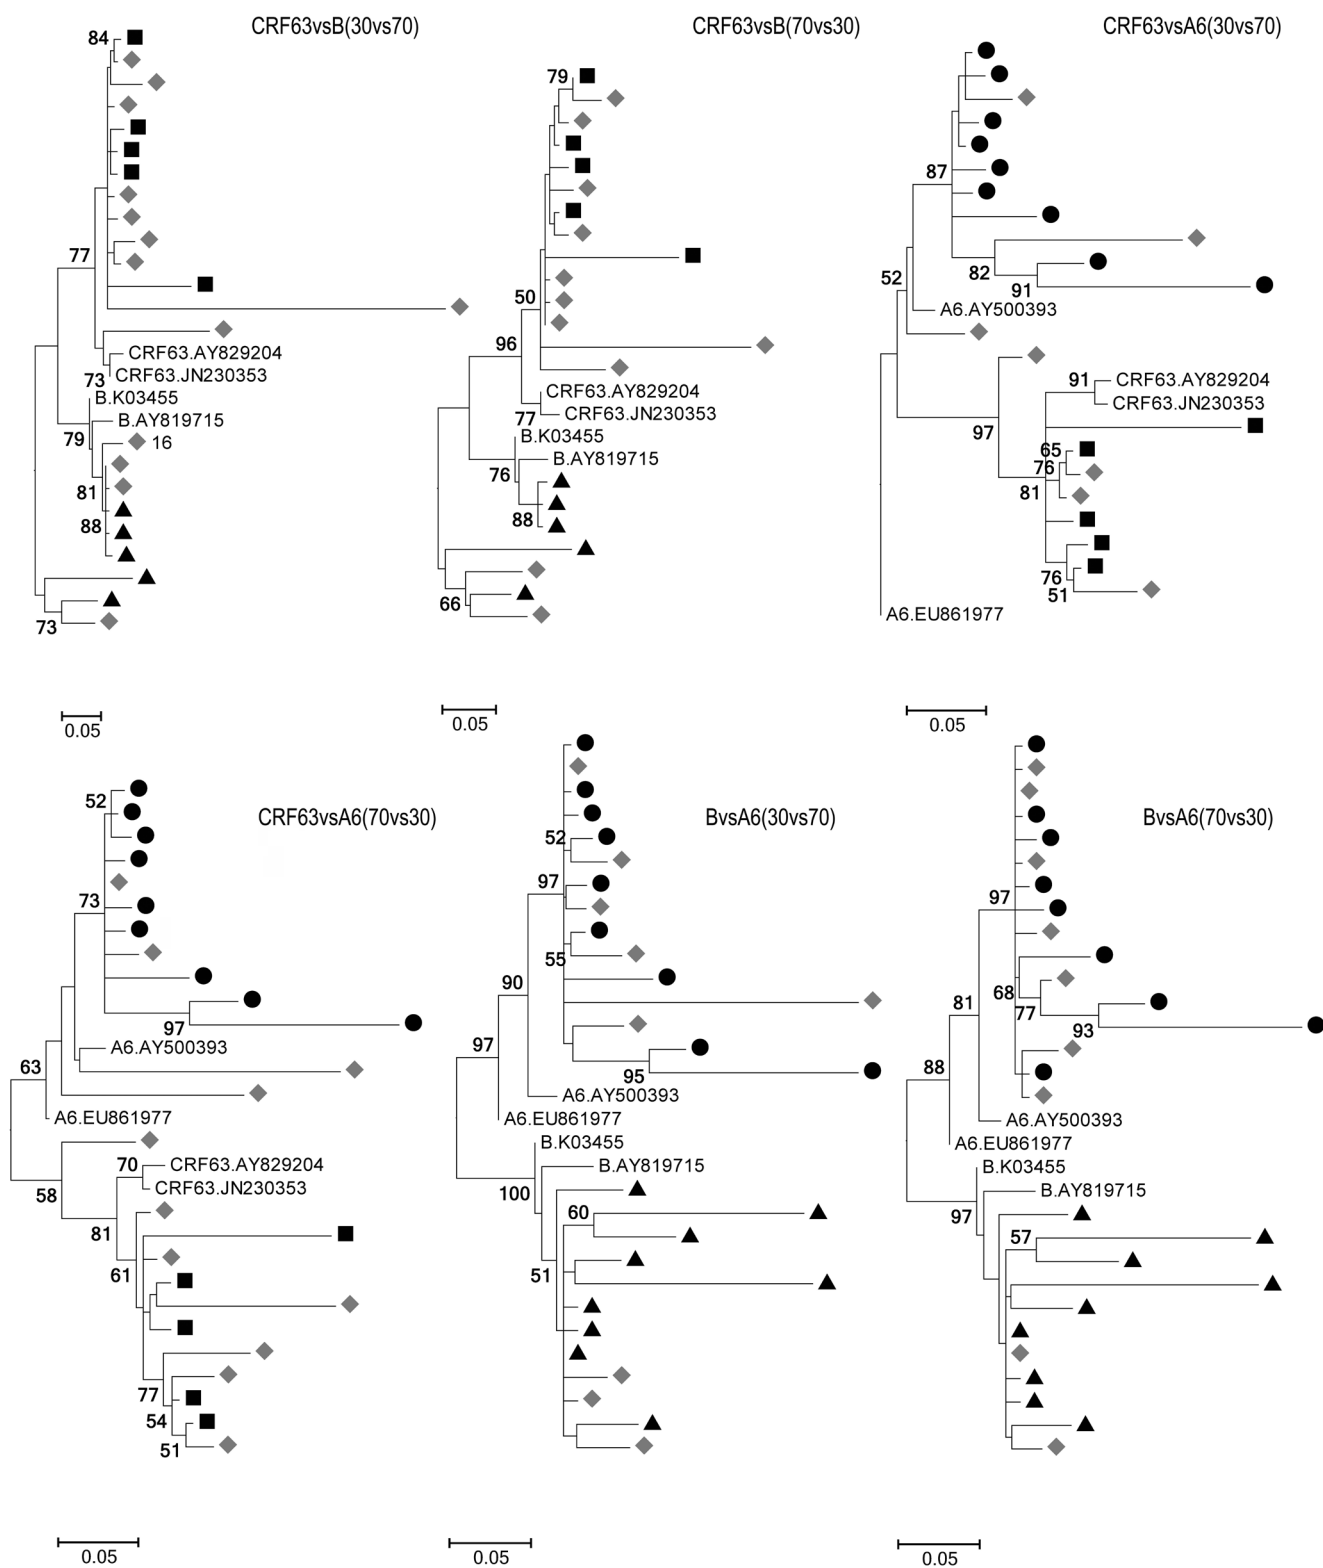 CRF63vsB(30vs70)
84
77
CRF63.AY829204
CRF63.JN230353
73
B.K03455
B.AY819715
79
16
81
88
73
0.05
CRF63vsB(70vs30)
79
50
96
CRF63.AY829204
CRF63.JN230353
77
B.K03455
B.AY819715
76
88
66
0.05
CRF63vsA6(30vs70)
87
82
91
52
A6.AY500393
91
CRF63.AY829204
CRF63.JN230353
97
65
76
81
76
51
A6.EU861977
0.05
CRF63vsA6(70vs30)
52
73
97
A6.AY500393
63
A6.EU861977
70
CRF63.AY829204
CRF63.JN230353
58
81
61
77
54
51
0.05
BvsA6(30vs70)
52
97
55
90
97
95
A6.AY500393
A6.EU861977
B.K03455
B.AY819715
100
60
51
0.05
BvsA6(70vs30)
97
68
81
77
93
88
A6.AY500393
A6.EU861977
B.K03455
B.AY819715
97
57
0.05